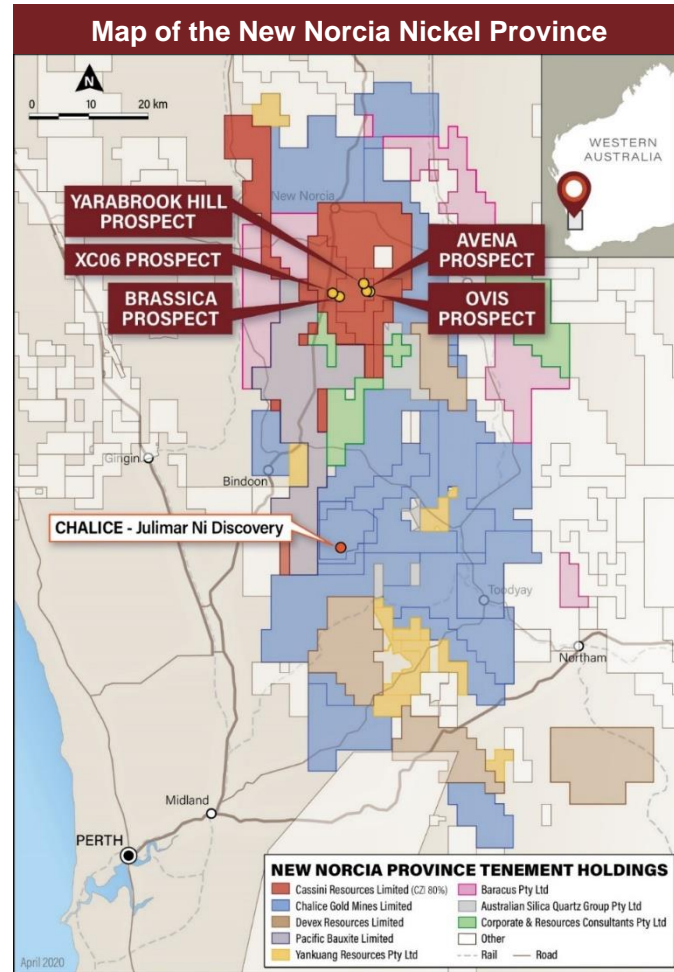 Map of the New Norcia Nickel Province
N
0 10 20 km
WESTERN
AUSTRALIA
New Norcia
YARABROOK HILL
PROSPECT
XC06 PROSPECT
BRASSICA
PROSPECT
AVENA
PROSPECT
OVIS
PROSPECT
Gingin
Bindoon
CHALICE - Julimar Ni Discovery
Toodyay
Northam
Midland
PERTH
NEW NORCIA PROVINCE TENEMENT HOLDINGS
Cassini Resources Limited (CZI 80%)
Chalice Gold Mines Limited
Devex Resources Limited
Pacific Bauxite Limited
Yankuang Resources Pty Ltd
Baracus Pty Ltd
Australian Silica Quartz Group Pty Ltd
Corporate & Resources Consultants Pty Ltd
Other
Rail
Road
April 2020